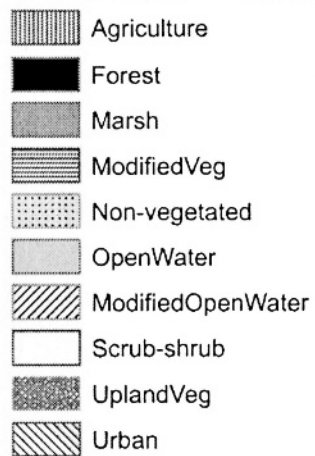 Agriculture
Forest
Marsh
ModifiedVeg
Non-vegetated
OpenWater
ModifiedOpenWater
Scrub-shrub
UplandVeg
Urban